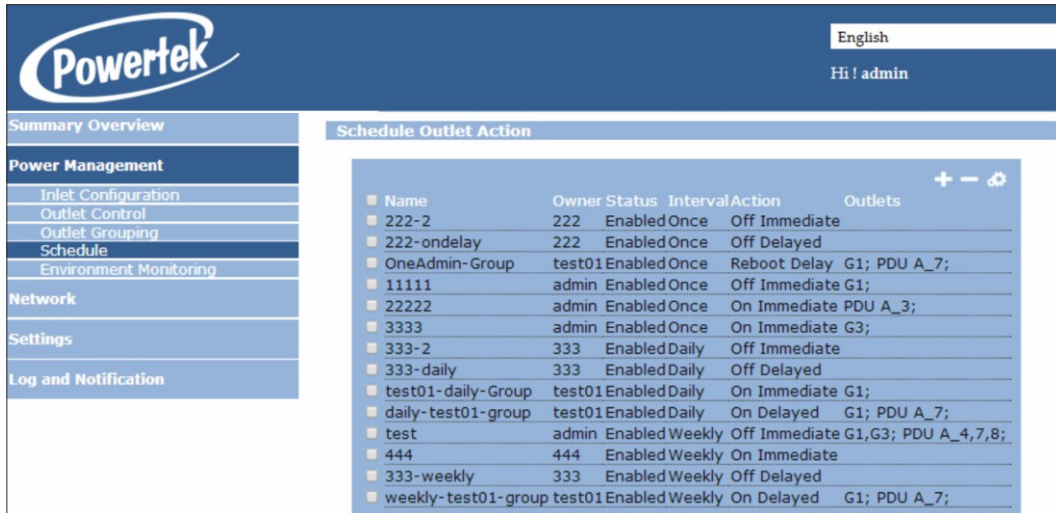 Powertek
English
Hi ! admin
Summary Overview
Power Management
Inlet Configuration
Outlet Control
Outlet Grouping
Schedule
Environment Monitoring
Network
Settings
Log and Notification
Schedule Outlet Action
Name Owner Status Interval Action Outlets
222-2 222 Enabled Once Off Immediate
222-ondelay 222 Enabled Once Off Delayed
OneAdmin-Group test01 Enabled Once Reboot Delay G1; PDU A_7;
11111 admin Enabled Once Off Immediate G1;
22222 admin Enabled Once On Immediate PDU A_3;
3333 admin Enabled Once On Immediate G3;
333-2 333 Enabled Daily Off Immediate
333-daily 333 Enabled Daily Off Delayed
test01-daily-Group test01 Enabled Daily On Immediate G1;
daily-test01-group test01 Enabled Daily On Delayed G1; PDU A_7;
test admin Enabled Weekly Off Immediate G1,G3; PDU A_4,7,8;
444 444 Enabled Weekly On Immediate
333-weekly 333 Enabled Weekly Off Delayed
weekly-test01-group test01 Enabled Weekly On Delayed G1; PDU A_7;